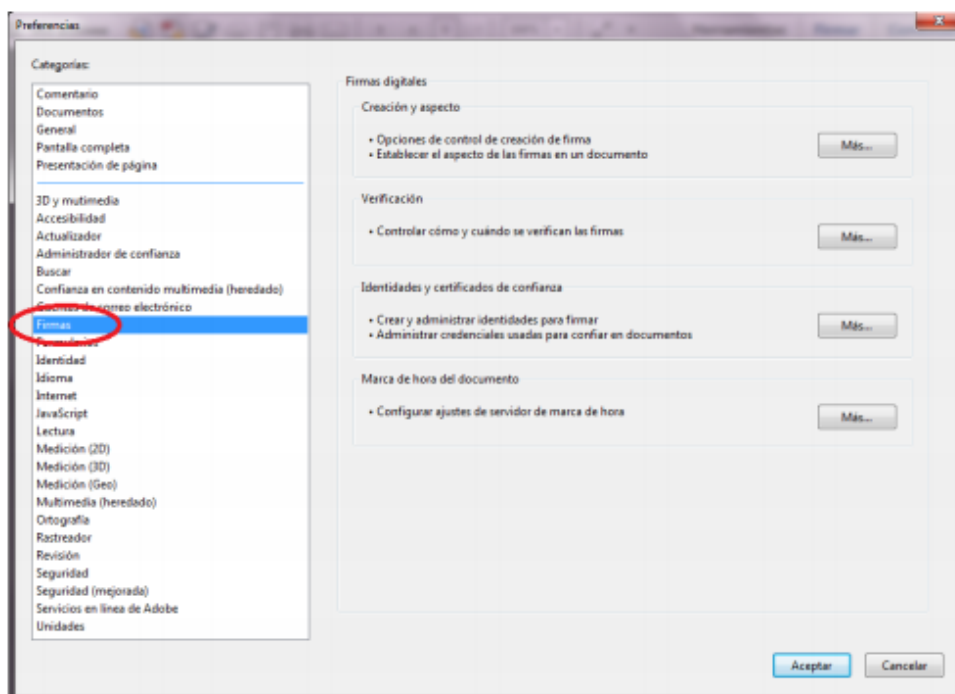 Preferencias
Categorías:
Comentario
Documentos
General
Pantalla completa
Presentación de página
3D y mutimedia
Accesibilidad
Actualizador
Administrador de confianza
Buscar
Confianza en contenido multimedia (heredado)
Cuentas de correo electrónico
Firmas
Formularios
Identidad
Idioma
Internet
JavaScript
Lectura
Medición (2D)
Medición (3D)
Medición (Geo)
Multimedia (heredado)
Ortografía
Rastreador
Revisión
Seguridad
Seguridad (mejorada)
Servicios en línea de Adobe
Unidades
Firmas digitales
Creación y aspecto
• Opciones de control de creación de firma
• Establecer el aspecto de las firmas en un documento
Más...
Verificación
• Controlar cómo y cuándo se verifican las firmas
Más...
Identidades y certificados de confianza
• Crear y administrar identidades para firmar
• Administrar credenciales usadas para confiar en documentos
Más...
Marca de hora del documento
• Configurar ajustes de servidor de marca de hora
Más...
Aceptar
Cancelar